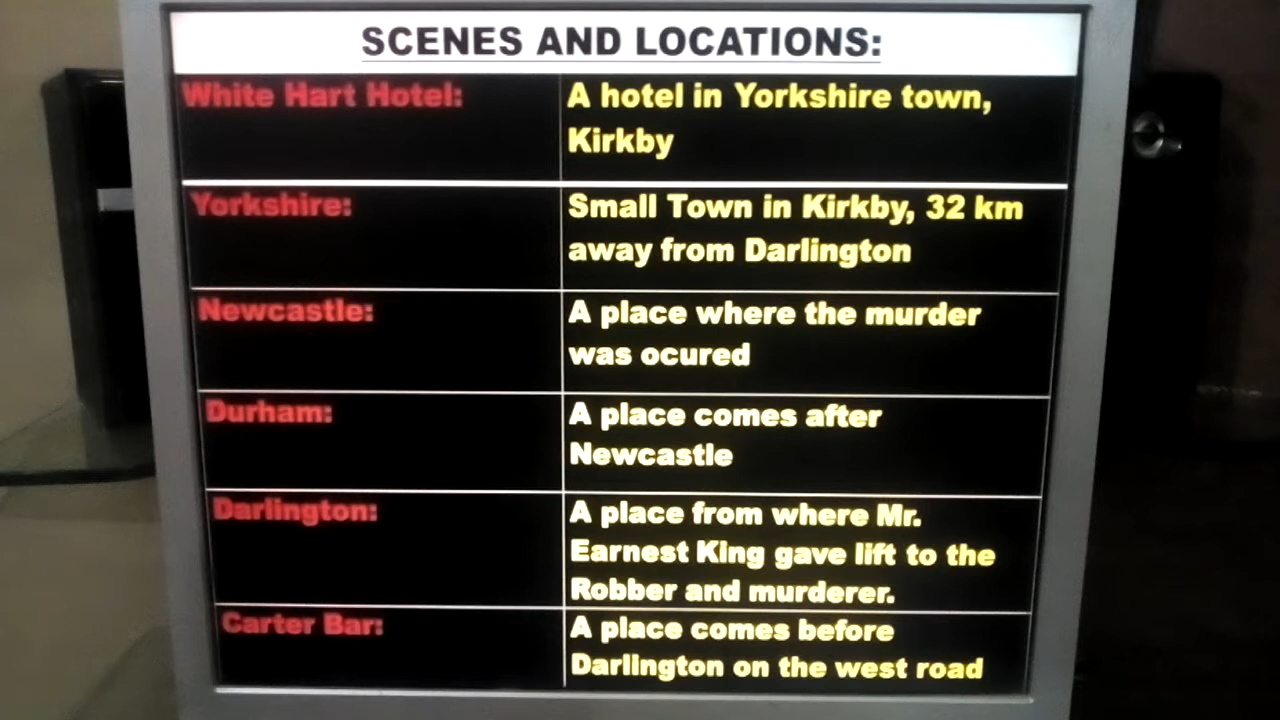 SCENES AND LOCATIONS:
White Hart Hotel:
A hotel in Yorkshire town,
Kirkby
Yorkshire:
Small Town in Kirkby, 32 km
away from Darlington
Newcastle:
A place where the murder
was ocured
Durham:
A place comes after
Newcastle
Darlington:
A place from where Mr.
Earnest King gave lift to the
Robber and murderer.
Carter Bar:
A place comes before
Darlington on the west road